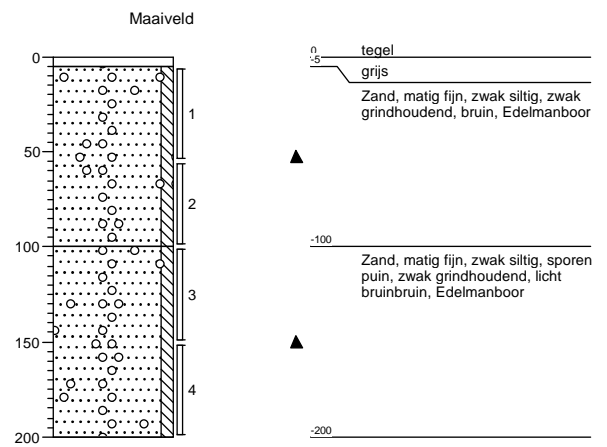 Maaiveld
0
50
100
150
200
1
2
3
4
0
tegel
-5
grijs
Zand, matig fijn, zwak siltig, zwak
grindhoudend, bruin, Edelmanboor
-100
Zand, matig fijn, zwak siltig, sporen
puin, zwak grindhoudend, licht
bruinbruin, Edelmanboor
-200